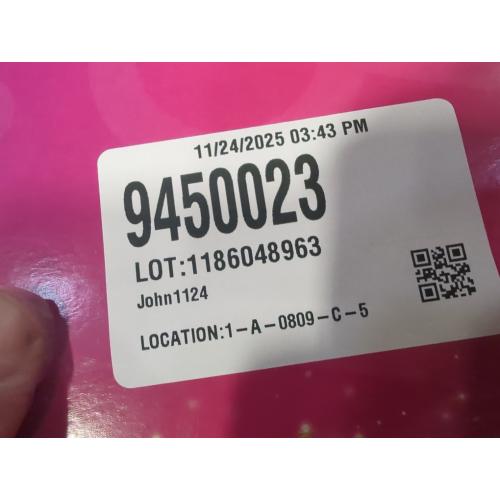 11/24/2025 03:43 PM
9450023
LOT:1186048963
John1124
LOCATION:1-A-0809-C-5